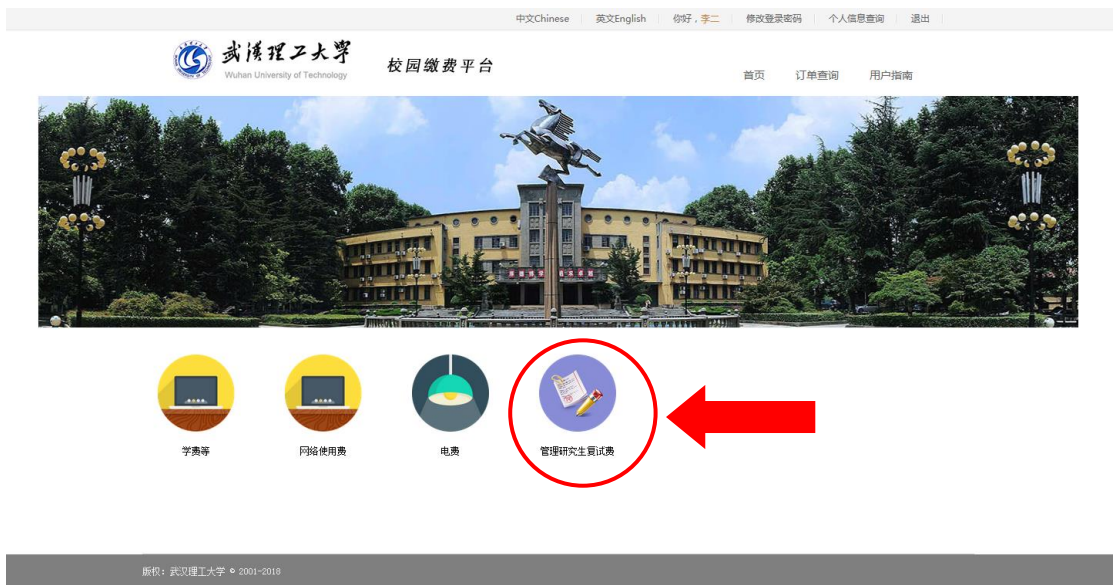 中文Chinese 英文English 你好，李二 修改登录密码 个人信息查询 退出
武汉理工大学
Wuhan University of Technology
校园缴费平台
首页 订单查询 用户指南
学费等 网络使用费 电费 管理研究生复试费
版权：武汉理工大学 © 2001-2018